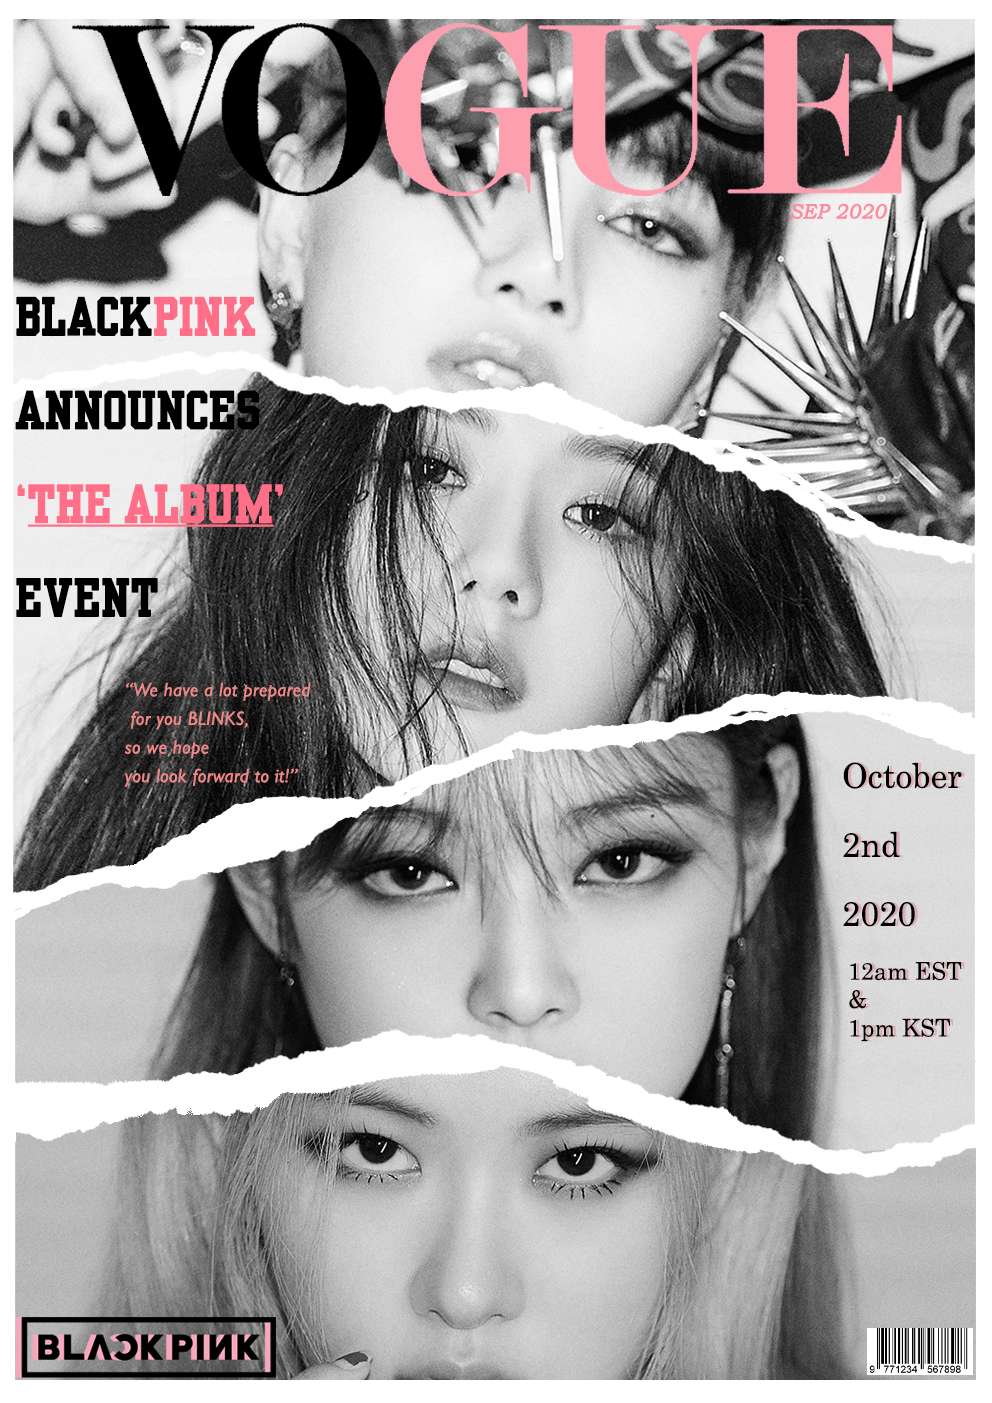 VOGUE
SEP 2020
BLACKPINK
ANNOUNCES
‘THE ALBUM’
EVENT
“We have a lot prepared
for you BLINKS,
so we hope
you look forward to it!”
October
2nd
2020
12am EST
&
1pm KST
BLACKPINK
9 771234 567898